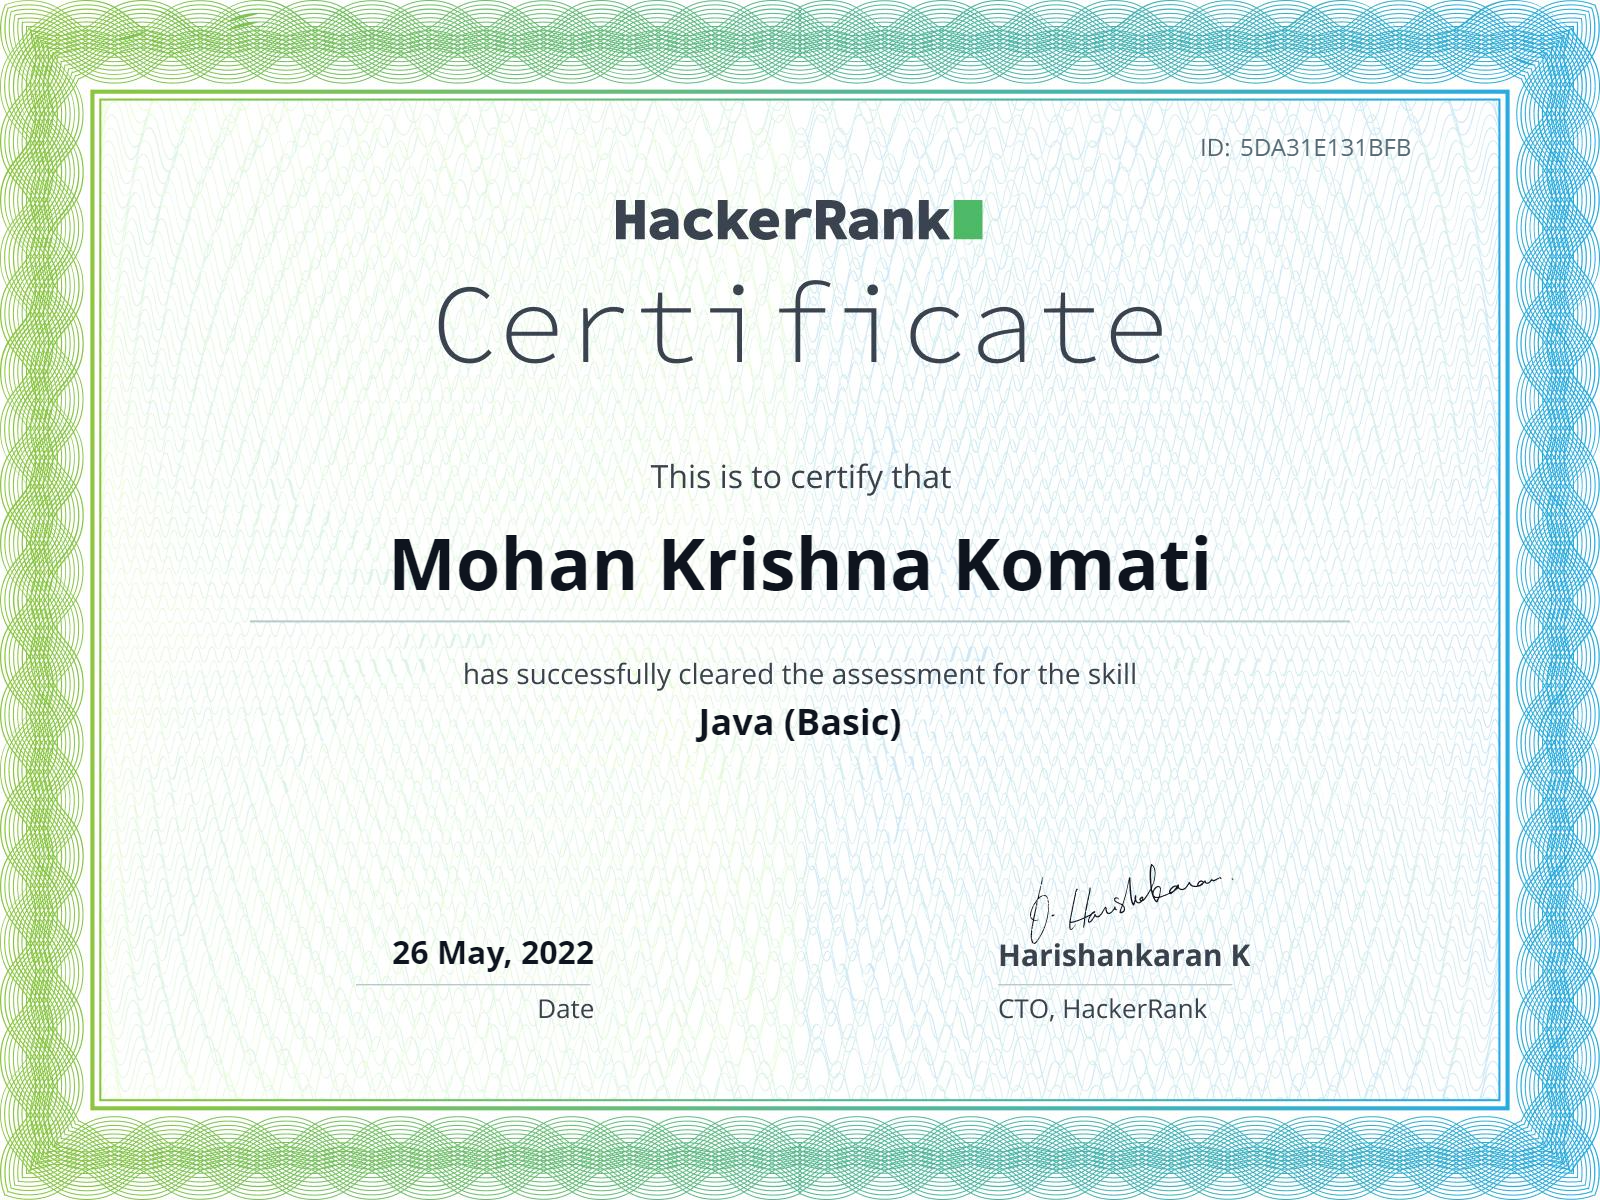 ID: 5DA31E131BFB
HackerRank
Certificate
This is to certify that
Mohan Krishna Komati
has successfully cleared the assessment for the skill
Java (Basic)
26 May, 2022
Date
Harishankaran K
CTO, HackerRank